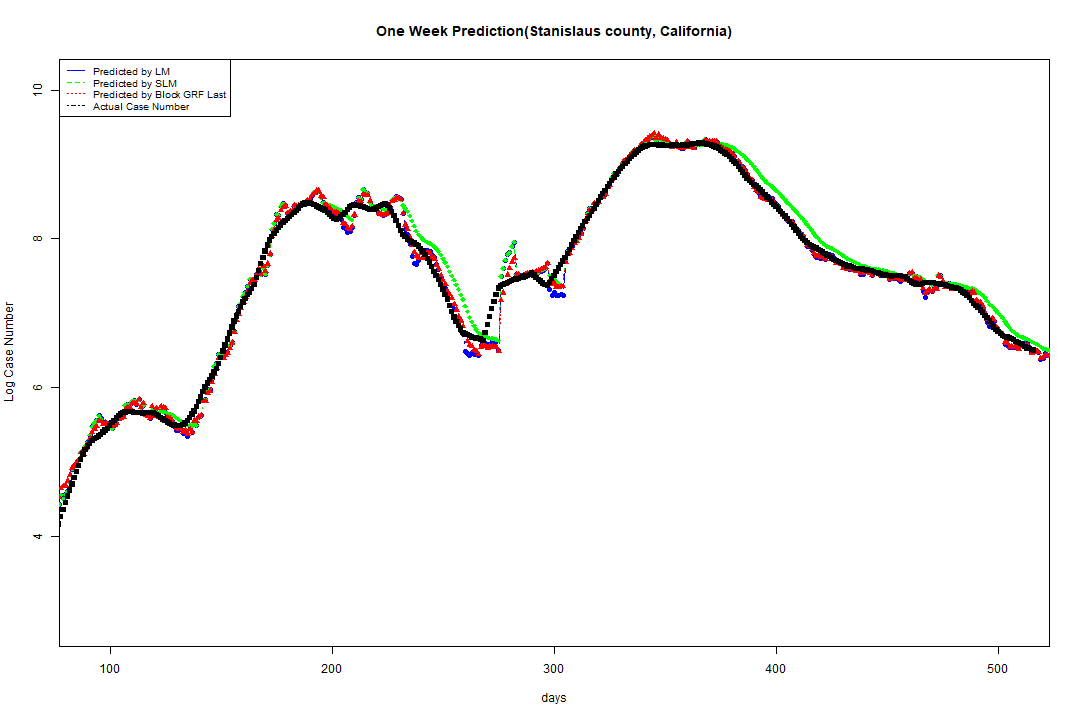 One Week Prediction(Stanislaus county, California)
Predicted by LM
Predicted by SLM
Predicted by Block GRF Last
Actual Case Number
10
8
6
4
Log Case Number
100 200 300 400 500
days